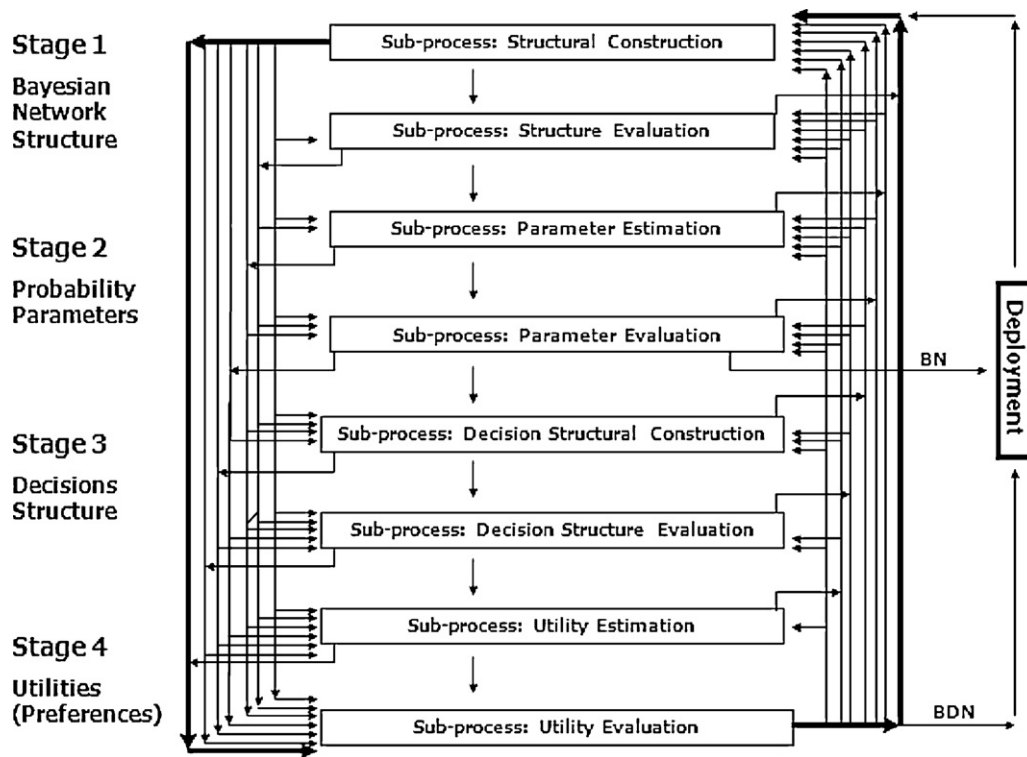 Stage 1
Bayesian
Network
Structure
Sub-process: Structural Construction
Sub-process: Structure Evaluation
Stage 2
Probability
Parameters
Sub-process: Parameter Estimation
Sub-process: Parameter Evaluation
BN
Deployment
Stage 3
Decisions
Structure
Sub-process: Decision Structural Construction
Sub-process: Decision Structure Evaluation
Stage 4
Utilities
(Preferences)
Sub-process: Utility Estimation
Sub-process: Utility Evaluation
BDN